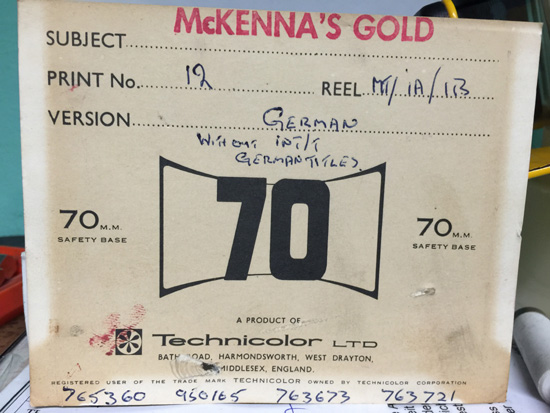 McKENNA'S GOLD
SUBJECT
PRINT No. 12 REEL MT/1A/1B
VERSION GERMAN
WITHOUT INT/T
GERMAN TITLES.
70
70 M.M.
SAFETY BASE
70 M.M.
SAFETY BASE
A PRODUCT OF
Technicolor LTD
BATH ROAD, HARMONDSWORTH, WEST DRAYTON,
MIDDLESEX, ENGLAND.
REGISTERED USER OF THE TRADE MARK TECHNICOLOR OWNED BY TECHNICOLOR CORPORATION
765360 950165 763673 763721